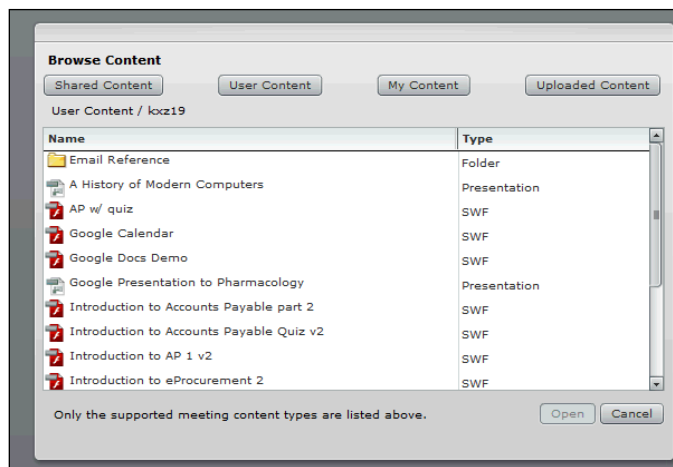 Browse Content
Shared Content User Content My Content Uploaded Content
User Content / kxz19
Name Type
Email Reference Folder
A History of Modern Computers Presentation
AP w/ quiz SWF
Google Calendar SWF
Google Docs Demo SWF
Google Presentation to Pharmacology Presentation
Introduction to Accounts Payable part 2 SWF
Introduction to Accounts Payable Quiz v2 SWF
Introduction to AP 1 v2 SWF
Introduction to eProcurement 2 SWF
Only the supported meeting content types are listed above. Open Cancel